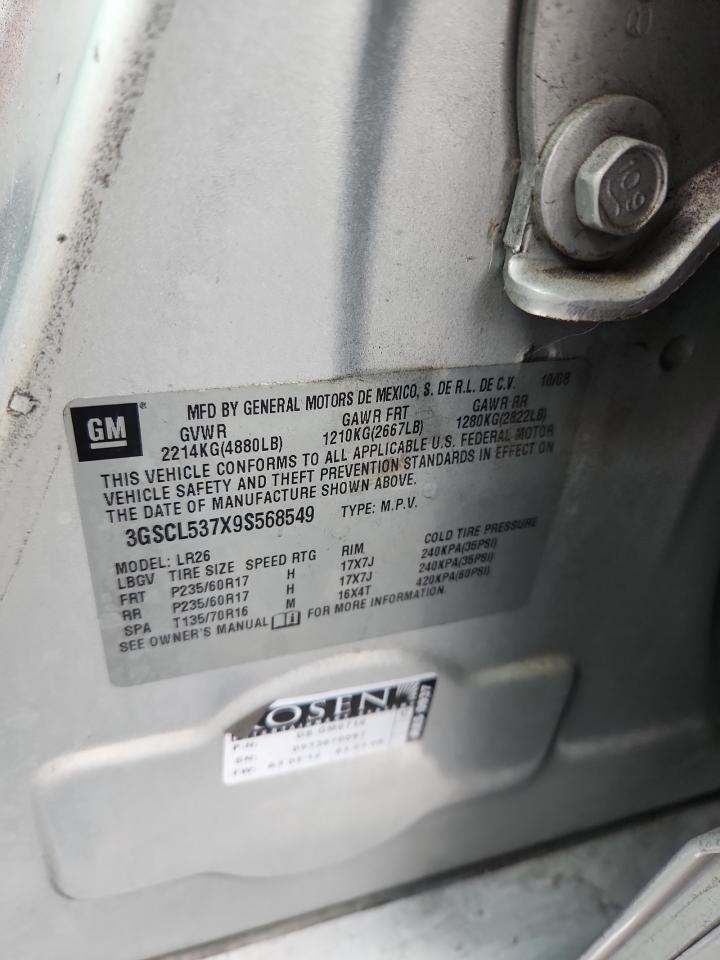 10.9
GM ® MFD BY GENERAL MOTORS DE MEXICO, S. DE R.L. DE C.V. 10/08
GVWR GAWR FRT GAWR RR
2214KG(4880LB) 1210KG(2667LB) 1280KG(2822LB)
THIS VEHICLE CONFORMS TO ALL APPLICABLE U.S. FEDERAL MOTOR
VEHICLE SAFETY AND THEFT PREVENTION STANDARDS IN EFFECT ON
THE DATE OF MANUFACTURE SHOWN ABOVE.
3GSCL537X9S568549 TYPE: M.P.V.
MODEL: LR26
LBGV TIRE SIZE SPEED RTG RIM COLD TIRE PRESSURE
FRT P235/60R17 H 17X7J 240KPA(35PSI)
RR P235/60R17 H 17X7J 240KPA(35PSI)
SPA T135/70R16 M 16X4T 420KPA(60PSI)
SEE OWNER'S MANUAL FOR MORE INFORMATION.
OSEN
P/N:
SN:
FW: